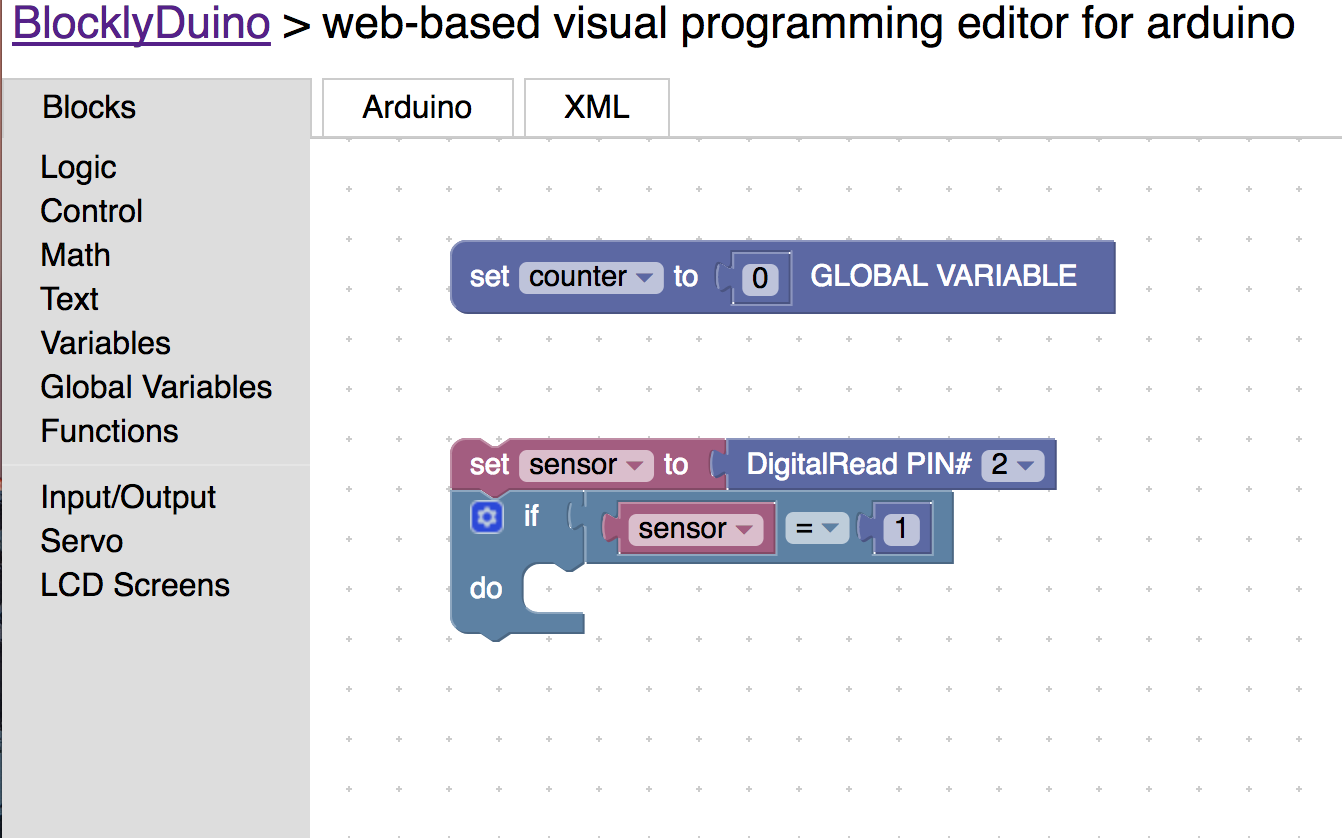 BlocklyDuino > web-based visual programming editor for arduino
Blocks
Arduino
XML
Logic
Control
Math
Text
Variables
Global Variables
Functions
Input/Output
Servo
LCD Screens
set counter to 0 GLOBAL VARIABLE
set sensor to DigitalRead PIN# 2
if sensor = 1
do